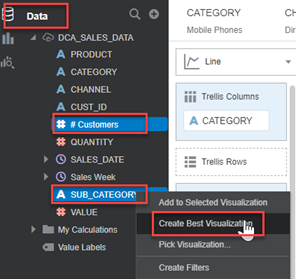 Data
DCA_SALES_DATA
A PRODUCT
A CATEGORY
A CHANNEL
A CUST_ID
# # Customers
# QUANTITY
SALES_DATE
Sales Week
A SUB_CATEGORY
# VALUE
My Calculations
Value Labels
CATEGORY
Mobile Phones
CH
Di
Line
Trellis Columns
A CATEGORY
Trellis Rows
Add to Selected Visualization
Create Best Visualization
Pick Visualization...
Create Filters